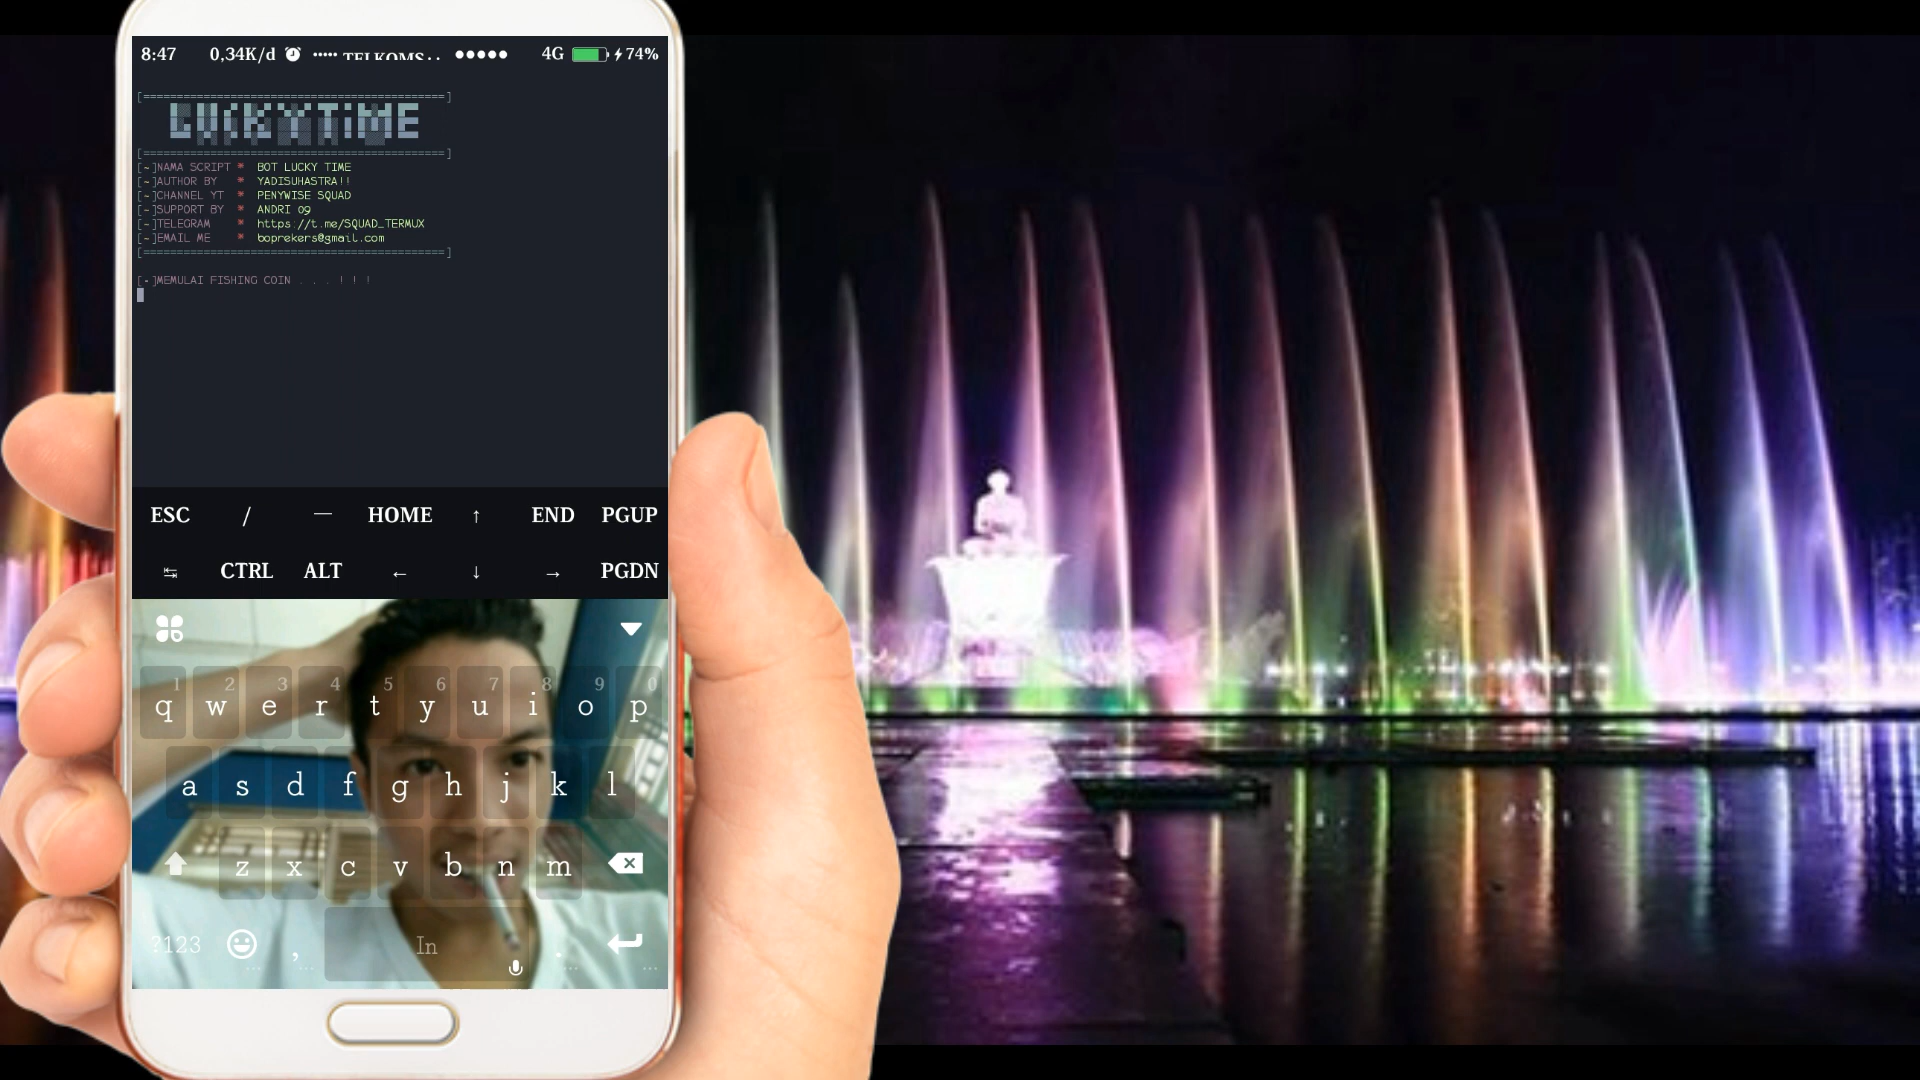 8:47 0,34K/d 4G 74%
[=============================================]
LUCKYTIME
[=============================================]
[~]NAMA SCRIPT * BOT LUCKY TIME
[~]AUTHOR BY * YADISUHASTRA!!
[~]CHANNEL YT * PENYWISE SQUAD
[~]SUPPORT BY * ANDRI 09
[~]TELEGRAM * https://t.me/SQUAD_TERMUX
[~]EMAIL ME * boprekers@gmail.com
[=============================================]
[-]MEMULAI FISHING COIN . . . ! ! !
ESC / — HOME ↑ END PGUP
↹ CTRL ALT ← ↓ → PGDN
1 2 3 4 5 6 7 8 9 0
q w e r t y u i o p
a s d f g h j k l
z x c v b n m
?123 , In .